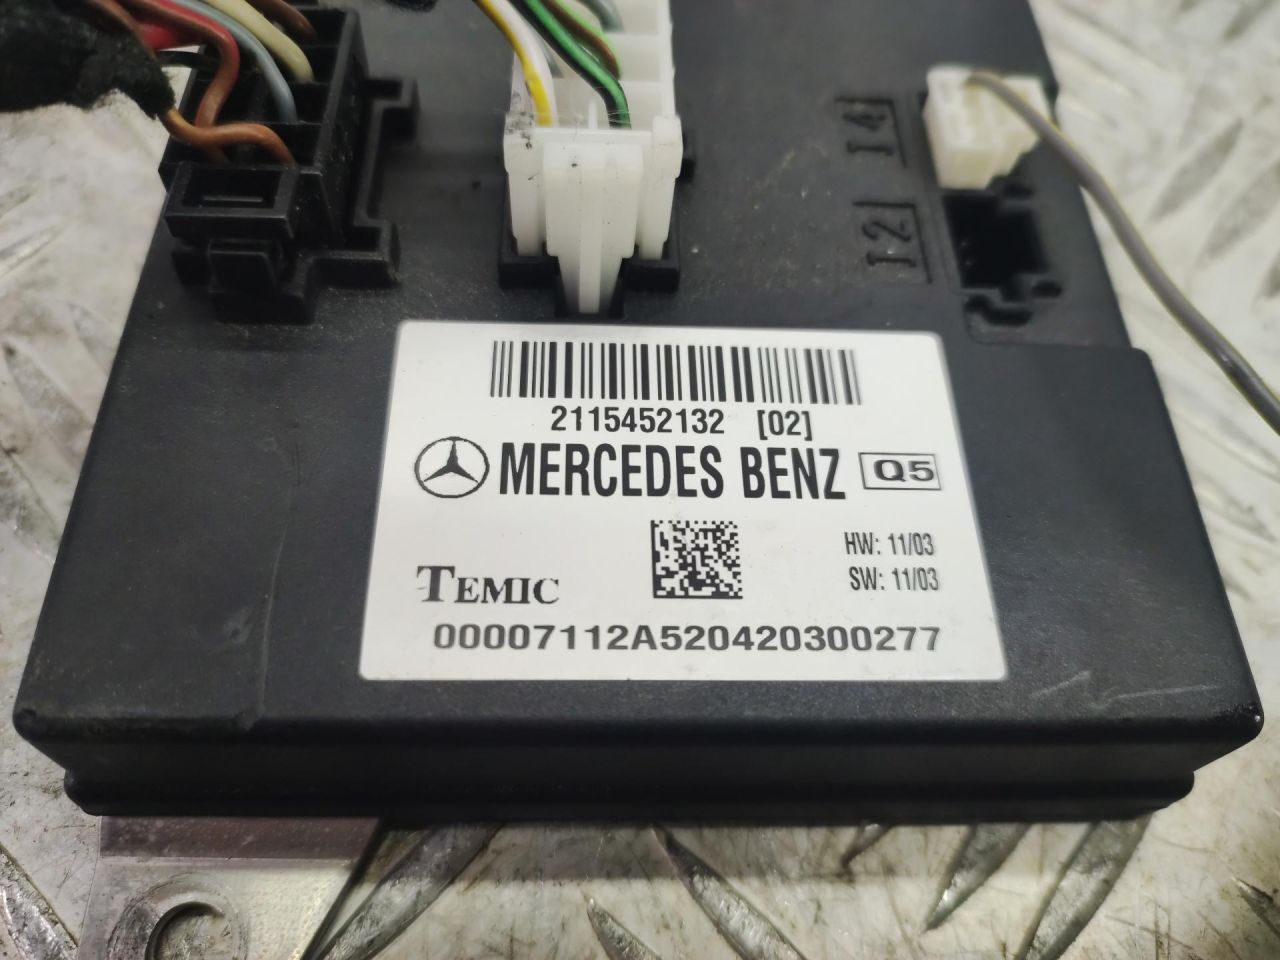 14
12
2115452132 [02]
MERCEDES BENZ Q5
HW: 11/03
SW: 11/03
TEMIC
00007112A520420300277